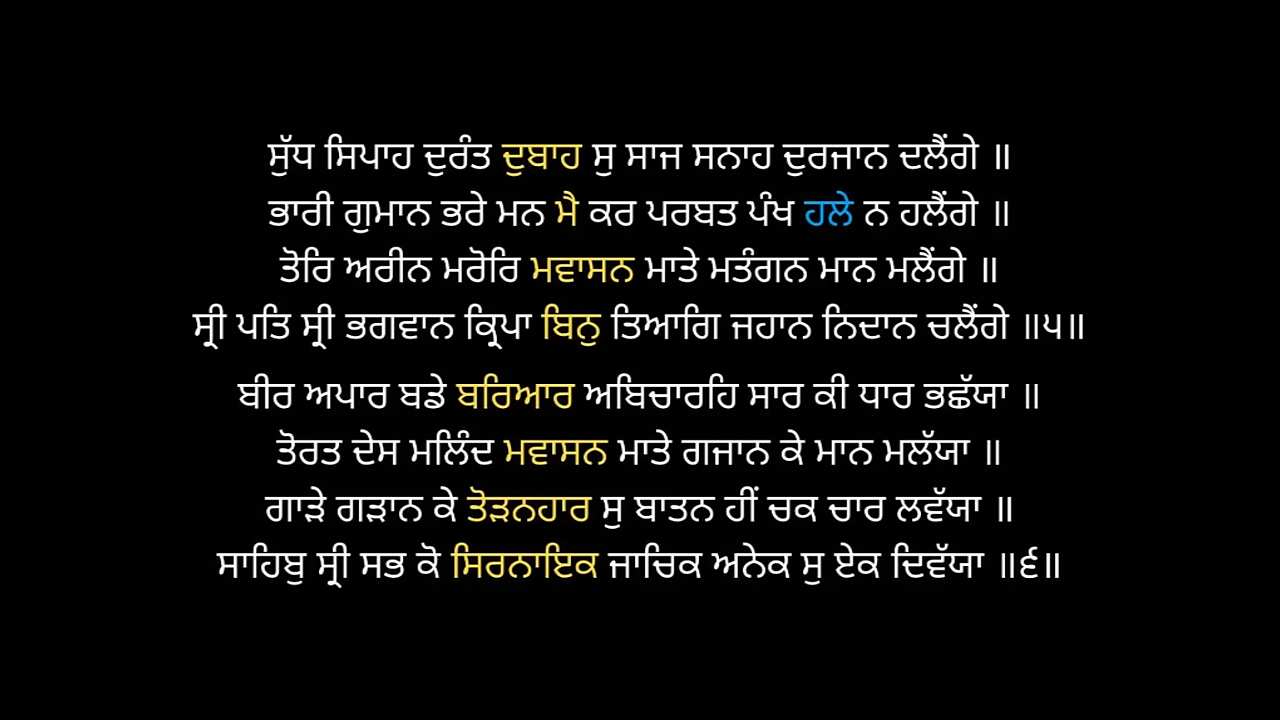 ਸੁੱਧ ਸਿਪਾਹ ਦੁਰੰਤ ਦੁਬਾਹ ਸੁ ਸਾਜ ਸਨਾਹ ਦੁਰਜਾਨ ਦਲੈਂਗੇ ॥
ਭਾਰੀ ਗੁਮਾਨ ਭਰੇ ਮਨ ਮੈ ਕਰ ਪਰਬਤ ਪੰਖ ਹਲੇ ਨ ਹਲੈਂਗੇ ॥
ਤੋਰਿ ਅਰੀਨ ਮਰੋਰਿ ਮਵਾਸਨ ਮਾਤੇ ਮਤੰਗਨ ਮਾਨ ਮਲੈਂਗੇ ॥
ਸ੍ਰੀ ਪਤਿ ਸ੍ਰੀ ਭਗਵਾਨ ਕ੍ਰਿਪਾ ਬਿਨੁ ਤਿਆਗਿ ਜਹਾਨ ਨਿਦਾਨ ਚਲੈਂਗੇ ॥੫॥
ਬੀਰ ਅਪਾਰ ਬਡੇ ਬਰਿਆਰ ਅਬਿਚਾਰਹਿ ਸਾਰ ਕੀ ਧਾਰ ਭਛੱਯਾ ॥
ਤੋਰਤ ਦੇਸ ਮਲਿੰਦ ਮਵਾਸਨ ਮਾਤੇ ਗਜਾਨ ਕੇ ਮਾਨ ਮਲੱਯਾ ॥
ਗਾੜੇ ਗੜਾਨ ਕੇ ਤੋੜਨਹਾਰ ਸੁ ਬਾਤਨ ਹੀਂ ਚਕ ਚਾਰ ਲਵੱਯਾ ॥
ਸਾਹਿਬੁ ਸ੍ਰੀ ਸਭ ਕੋ ਸਿਰਨਾਇਕ ਜਾਚਿਕ ਅਨੇਕ ਸੁ ਏਕ ਦਿਵੱਯਾ ॥੬॥